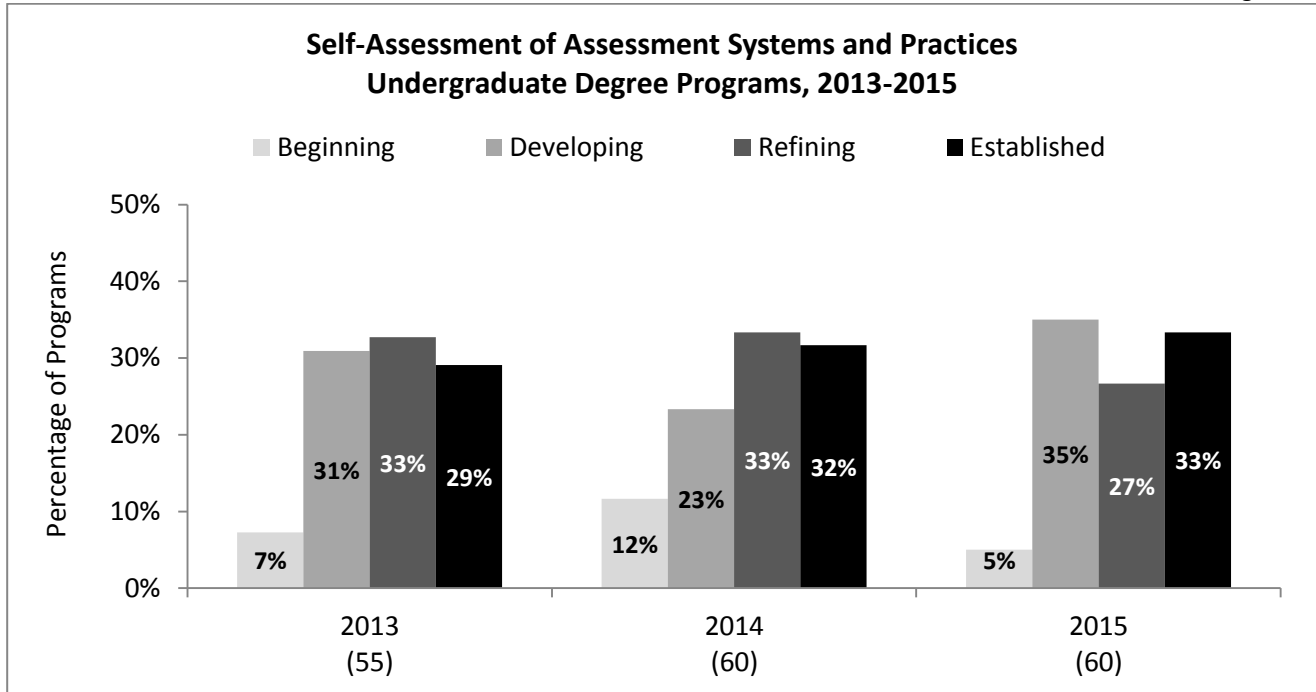 Self-Assessment of Assessment Systems and Practices
Undergraduate Degree Programs, 2013-2015
Beginning Developing Refining Established
Percentage of Programs
50%
40%
30%
20%
10%
0%
7% 31% 33% 29%
12% 23% 33% 32%
5% 35% 27% 33%
2013 2014 2015
(55) (60) (60)